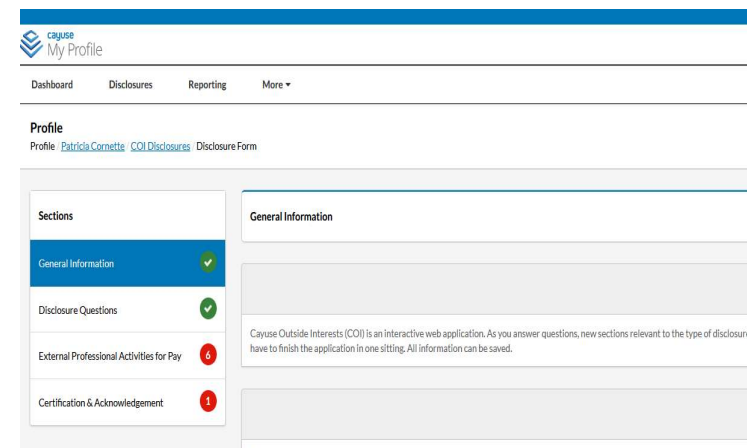 cayuse
My Profile
Dashboard Disclosures Reporting More
Profile
Profile / Patricia Cornette / COI Disclosures / Disclosure Form
Sections
General Information
Disclosure Questions
External Professional Activities for Pay 6
Certification & Acknowledgement 1
General Information
Cayuse Outside Interests (COI) is an interactive web application. As you answer questions, new sections relevant to the type of disclosure
have to finish the application in one sitting. All information can be saved.